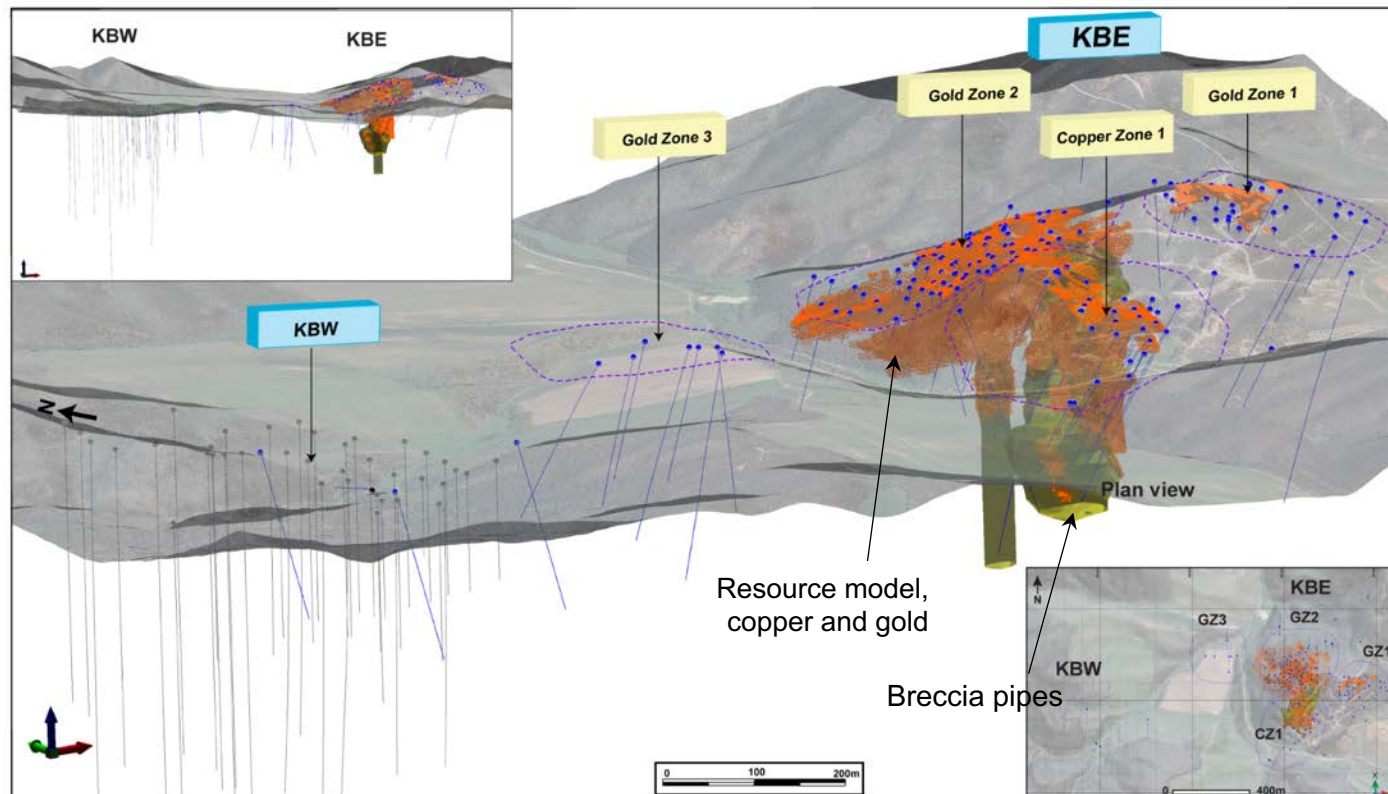 KBW
KBE
KBE
Gold Zone 2
Gold Zone 1
Gold Zone 3
Copper Zone 1
KBW
N
Plan view
Resource model,
copper and gold
Breccia pipes
0 100 200m
N
KBE
GZ3
GZ2
GZ1
KBW
CZ1
0 400m
X